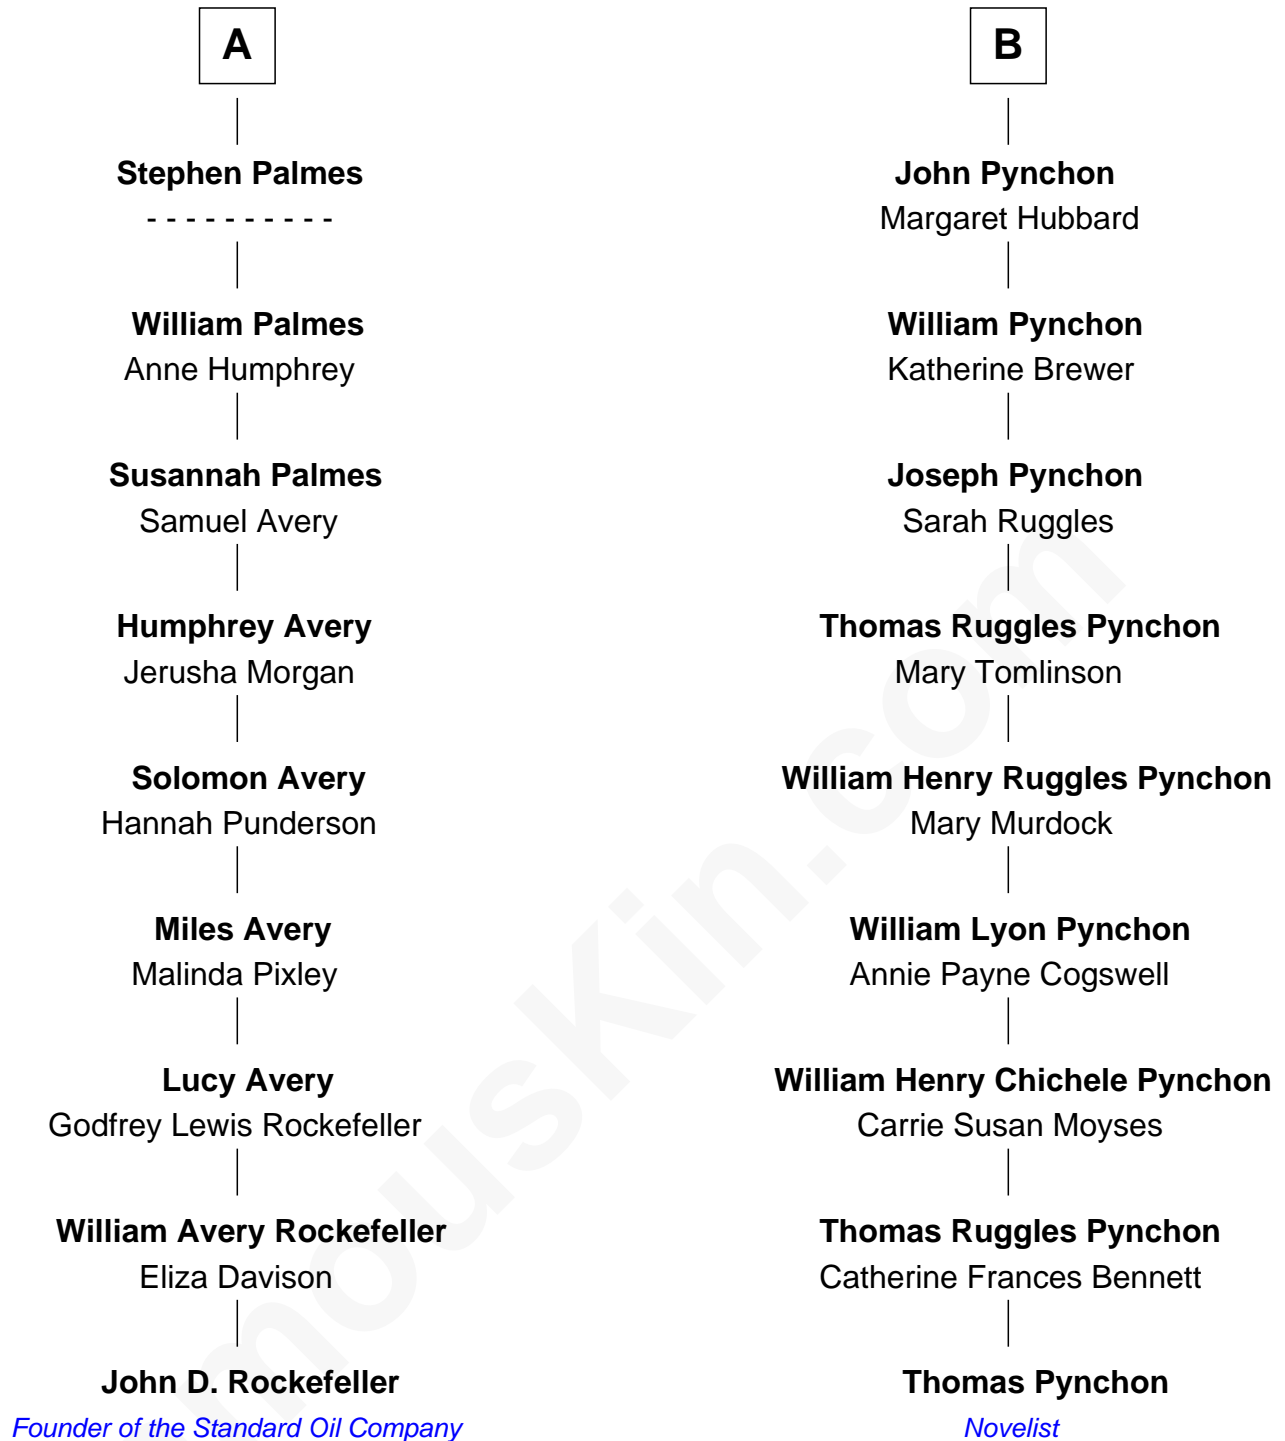 A
Stephen Palmes
- - - - - - - - - -
William Palmes
Anne Humphrey
Susannah Palmes
Samuel Avery
Humphrey Avery
Jerusha Morgan
Solomon Avery
Hannah Punderson
Miles Avery
Malinda Pixley
Lucy Avery
Godfrey Lewis Rockefeller
William Avery Rockefeller
Eliza Davison
John D. Rockefeller
Founder of the Standard Oil Company
B
John Pynchon
Margaret Hubbard
William Pynchon
Katherine Brewer
Joseph Pynchon
Sarah Ruggles
Thomas Ruggles Pynchon
Mary Tomlinson
William Henry Ruggles Pynchon
Mary Murdock
William Lyon Pynchon
Annie Payne Cogswell
William Henry Chichele Pynchon
Carrie Susan Moyses
Thomas Ruggles Pynchon
Catherine Frances Bennett
Thomas Pynchon
Novelist
mousKin.com